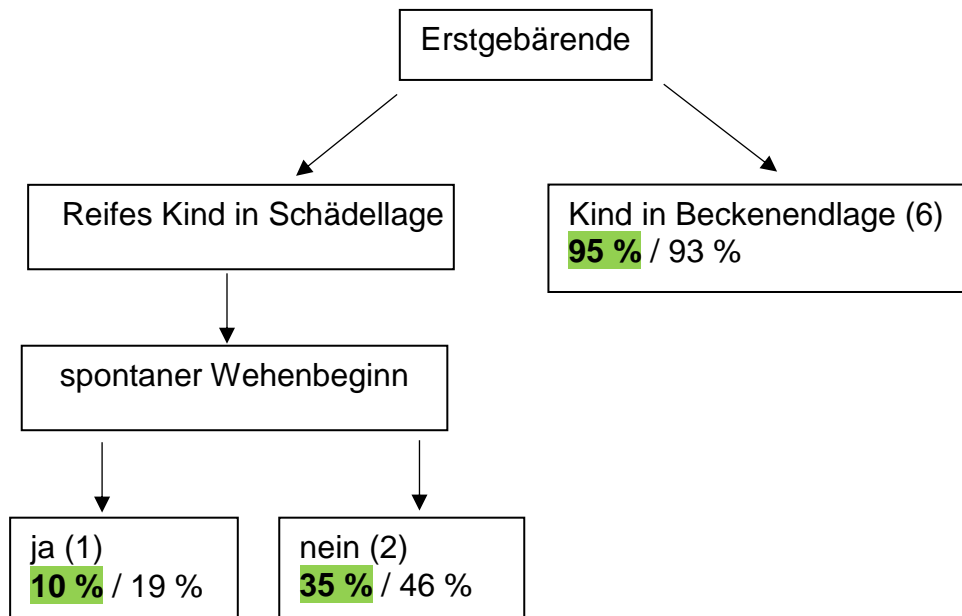 Erstgebärende
Reifes Kind in Schädellage
Kind in Beckenendlage (6)
95 % / 93 %
spontaner Wehenbeginn
ja (1)
10 % / 19 %
nein (2)
35 % / 46 %